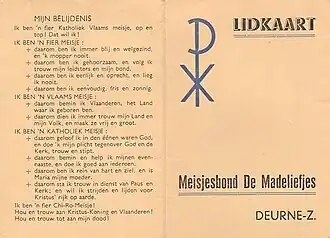 MIJN BELIJDENIS
Ik ben 'n fier Katholiek Vlaams meisje, op en
top! Dat wil ik!
IK BEN 'N FIER MEISJE:
+ daarom ben ik immer blij en welgezind,
en 'k mopper nooit.
+ daarom ben ik gehoorzaam, en volg ik
trouw mijn leidsters en mijn bond.
+ daarom ben ik eerlijk en oprecht, en lieg
ik nooit.
+ daarom ben ik eenvoudig, fris en zonnig.
IK BEN 'N VLAAMS MEISJE:
+ daarom bemin ik Vlaanderen, het Land
waar ik geboren ben.
+ daarom dien ik immer trouw mijn Land en
mijn Volk, en maak ze vrij en groot.
IK BEN 'N KATHOLIEK MEISJE:
+ daarom geloof ik in den éénen waren God,
en doe 'k mijn plicht tegenover God en de
Kerk, trouw en stipt.
+ daarom bemin en help ik mijnen even-
naaste, en doe ik goed aan iedereen.
+ daarom ben ik rein van hart en ziel en is
Maria mijne moeder.
+ daarom sta ik trouw in dienst van Paus en
Kerk; en wil ik strijden en lijden voor
Kristus' rijk op aarde.
Ik ben 'n fier Chi-Ro-Meisje!
Hou en trouw aan Kristus-Koning en Vlaanderen!
Hou en trouw tot aan mijn dood!
LIDKAART
Meisjesbond De Madeliefjes
DEURNE-Z.